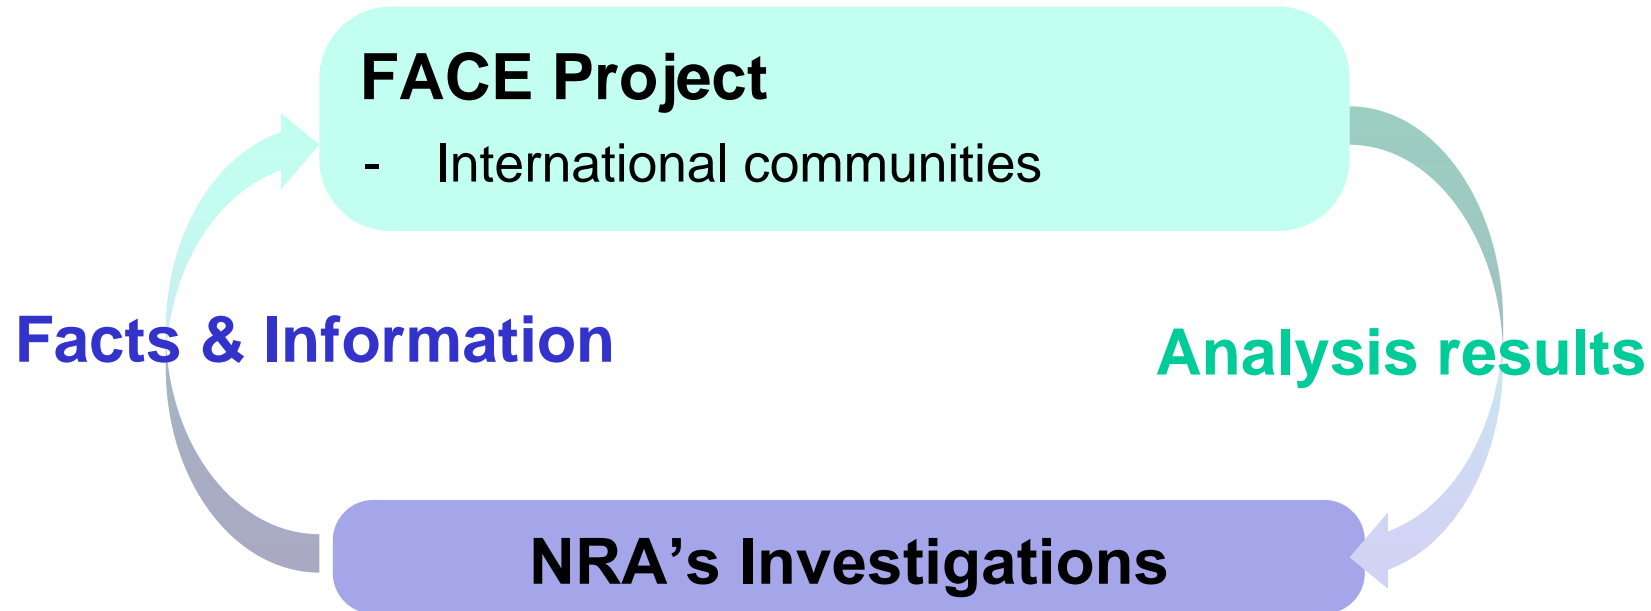 FACE Project
- International communities
Facts & Information
Analysis results
NRA’s Investigations